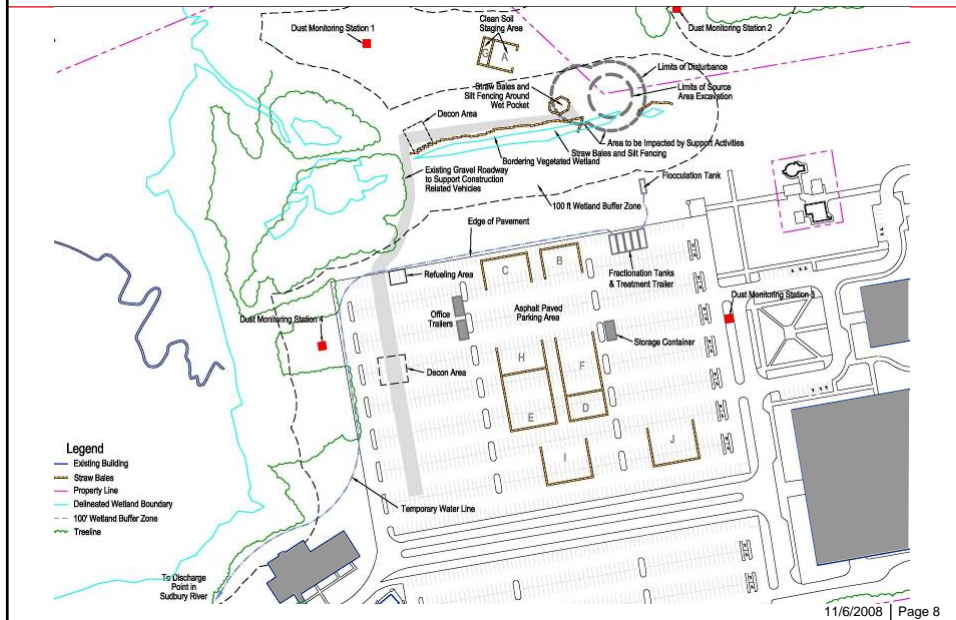 Clean Soil
Staging Area
Dust Monitoring Station 1
Dust Monitoring Station 2
G
A
Limits of Disturbance
Straw Bales and
Silt Fencing Around
Wet Pocket
Limits of Source
Area Excavation
Decon Area
Area to be Impacted by Support Activities
Straw Bales and Silt Fencing
Bordering Vegetated Wetland
Existing Gravel Roadway
to Support Construction
Related Vehicles
Flocculation Tank
100 ft Wetland Buffer Zone
Edge of Pavement
C
B
Refueling Area
Fractionation Tanks
& Treatment Trailer
Office
Trailers
Asphalt Paved
Parking Area
Dust Monitoring Station 4
Dust Monitoring Station 3
Storage Container
H
F
Decon Area
D
E
J
I
Legend
Existing Building
Straw Bales
Property Line
Delineated Wetland Boundary
100' Wetland Buffer Zone
Treeline
Temporary Water Line
To Discharge
Point in
Sudbury River
11/6/2008 | Page 8